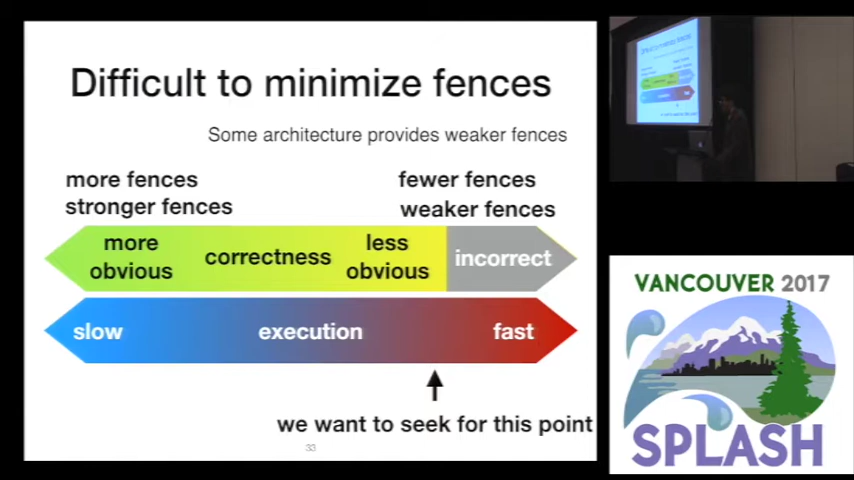 Difficult to minimize fences
Some architecture provides weaker fences
more fences
stronger fences
fewer fences
weaker fences
more
obvious
correctness
less
obvious
incorrect
slow
execution
fast
we want to seek for this point
33
VANCOUVER 2017
SPLASH